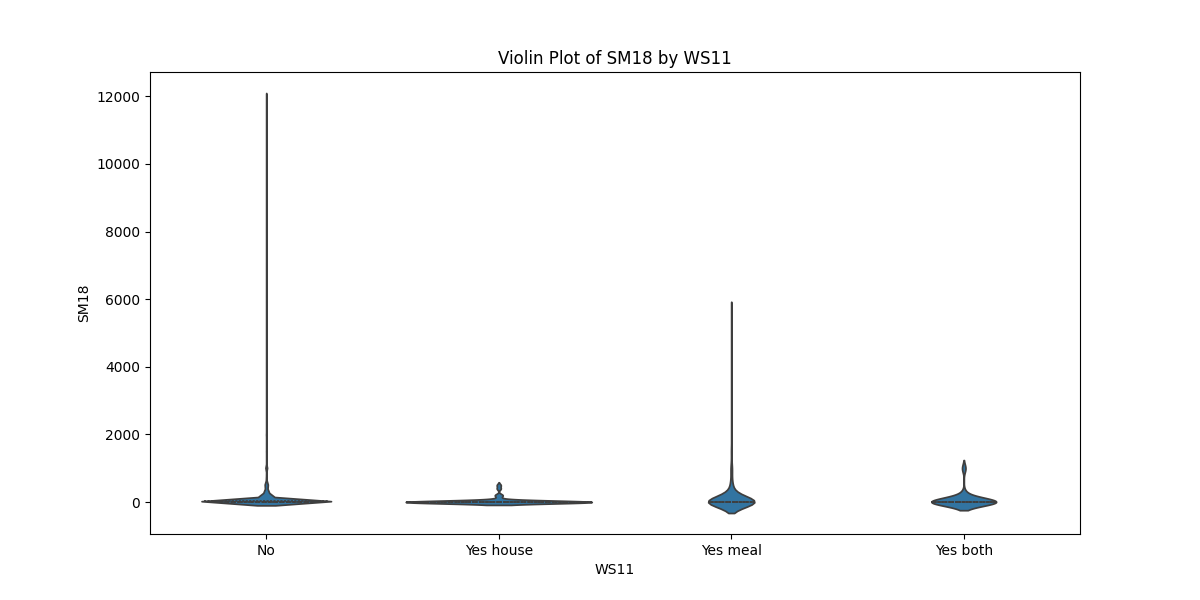 Violin Plot of SM18 by WS11
12000
10000
8000
6000
4000
2000
0
SM18
No Yes house Yes meal Yes both
WS11